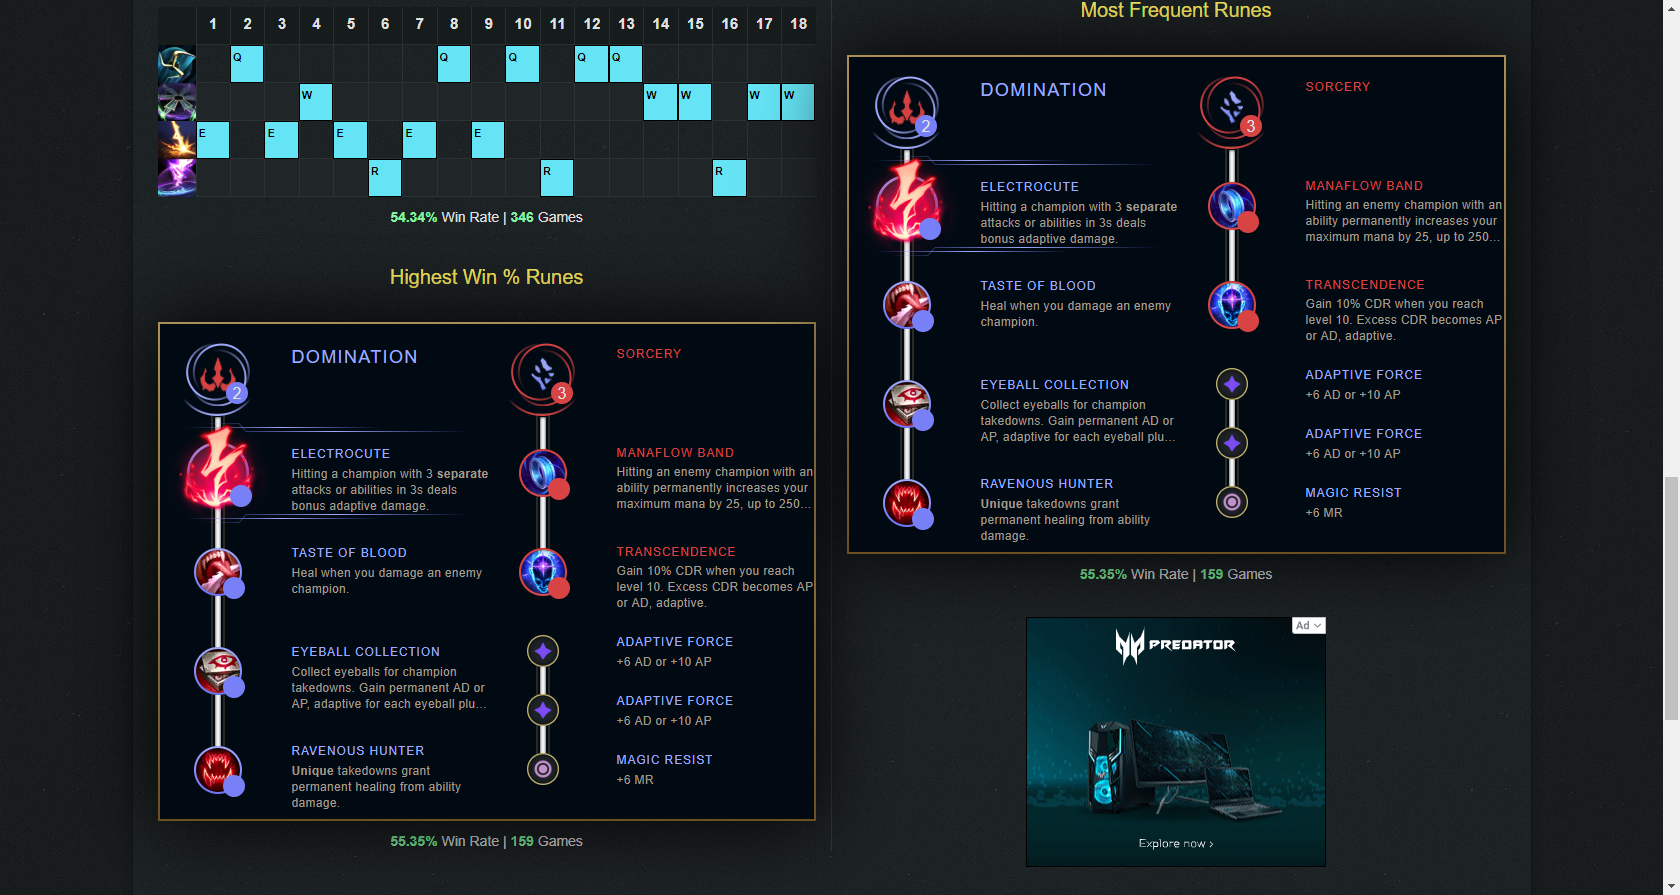 1 2 3 4 5 6 7 8 9 10 11 12 13 14 15 16 17 18
Q Q Q Q Q
W W W W W
E E E E E
R R R
54.34% Win Rate | 346 Games
Highest Win % Runes
DOMINATION
2
ELECTROCUTE
Hitting a champion with 3 separate
attacks or abilities in 3s deals
bonus adaptive damage.
TASTE OF BLOOD
Heal when you damage an enemy
champion.
EYEBALL COLLECTION
Collect eyeballs for champion
takedowns. Gain permanent AD or
AP, adaptive for each eyeball plu...
RAVENOUS HUNTER
Unique takedowns grant
permanent healing from ability
damage.
SORCERY
3
MANAFLOW BAND
Hitting an enemy champion with an
ability permanently increases your
maximum mana by 25, up to 250...
TRANSCENDENCE
Gain 10% CDR when you reach
level 10. Excess CDR becomes AP
or AD, adaptive.
ADAPTIVE FORCE
+6 AD or +10 AP
ADAPTIVE FORCE
+6 AD or +10 AP
MAGIC RESIST
+6 MR
55.35% Win Rate | 159 Games
Most Frequent Runes
DOMINATION
2
ELECTROCUTE
Hitting a champion with 3 separate
attacks or abilities in 3s deals
bonus adaptive damage.
TASTE OF BLOOD
Heal when you damage an enemy
champion.
EYEBALL COLLECTION
Collect eyeballs for champion
takedowns. Gain permanent AD or
AP, adaptive for each eyeball plu...
RAVENOUS HUNTER
Unique takedowns grant
permanent healing from ability
damage.
SORCERY
3
MANAFLOW BAND
Hitting an enemy champion with an
ability permanently increases your
maximum mana by 25, up to 250...
TRANSCENDENCE
Gain 10% CDR when you reach
level 10. Excess CDR becomes AP
or AD, adaptive.
ADAPTIVE FORCE
+6 AD or +10 AP
ADAPTIVE FORCE
+6 AD or +10 AP
MAGIC RESIST
+6 MR
55.35% Win Rate | 159 Games
Ad
PREDATOR
Explore now ›